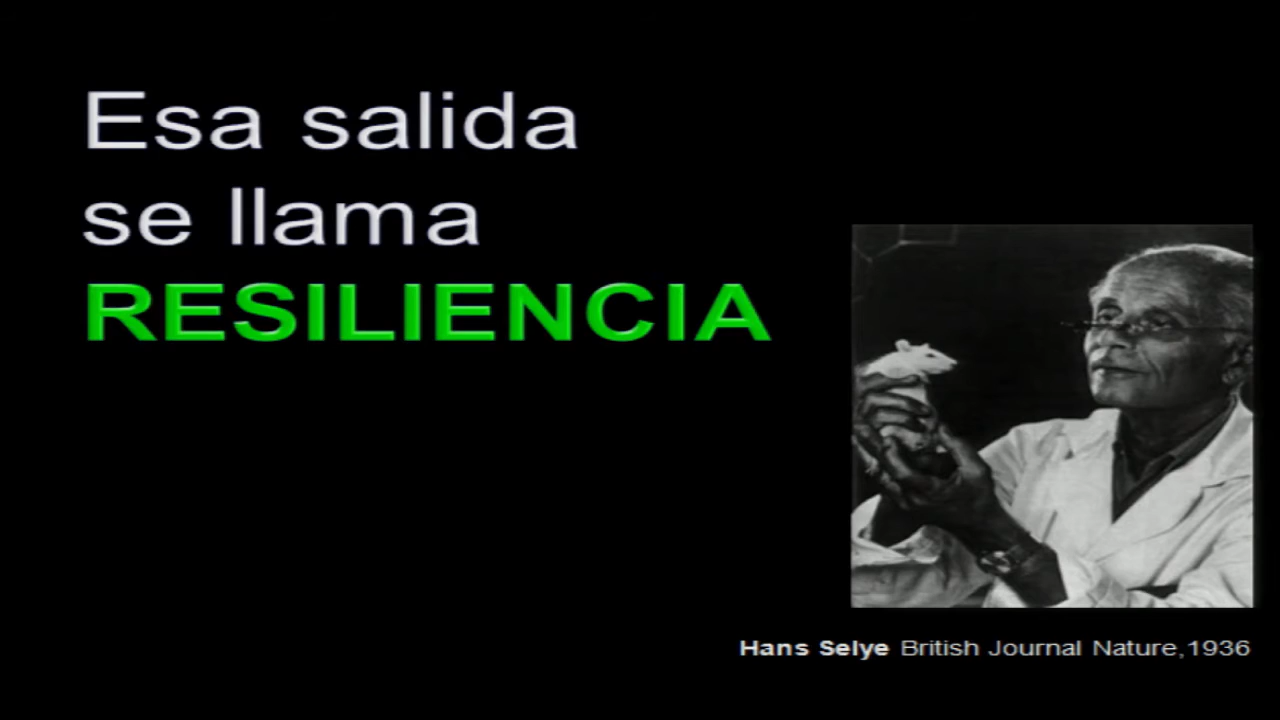 Esa salida
se llama
RESILIENCIA
Hans Selye British Journal Nature,1936